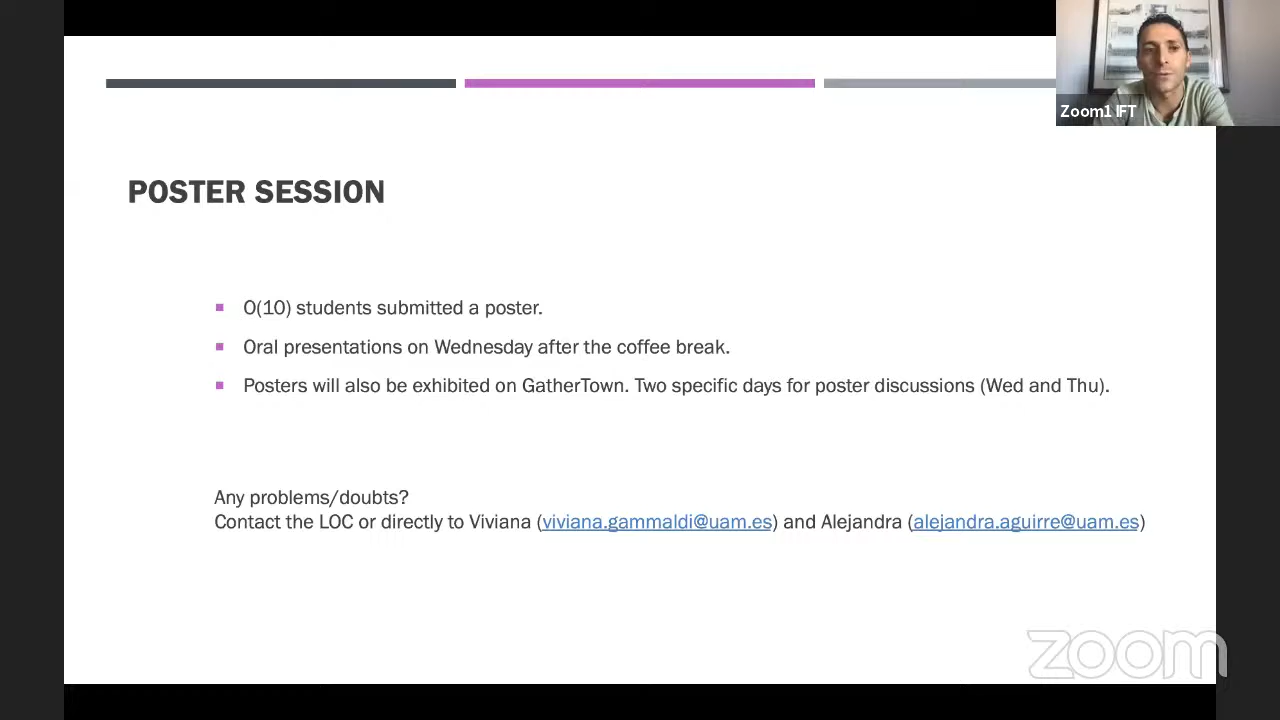 Zoom1 IFT
POSTER SESSION
O(10) students submitted a poster.
Oral presentations on Wednesday after the coffee break.
Posters will also be exhibited on GatherTown. Two specific days for poster discussions (Wed and Thu).
Any problems/doubts?
Contact the LOC or directly to Viviana (viviana.gammaldi@uam.es) and Alejandra (alejandra.aguirre@uam.es)
zoom